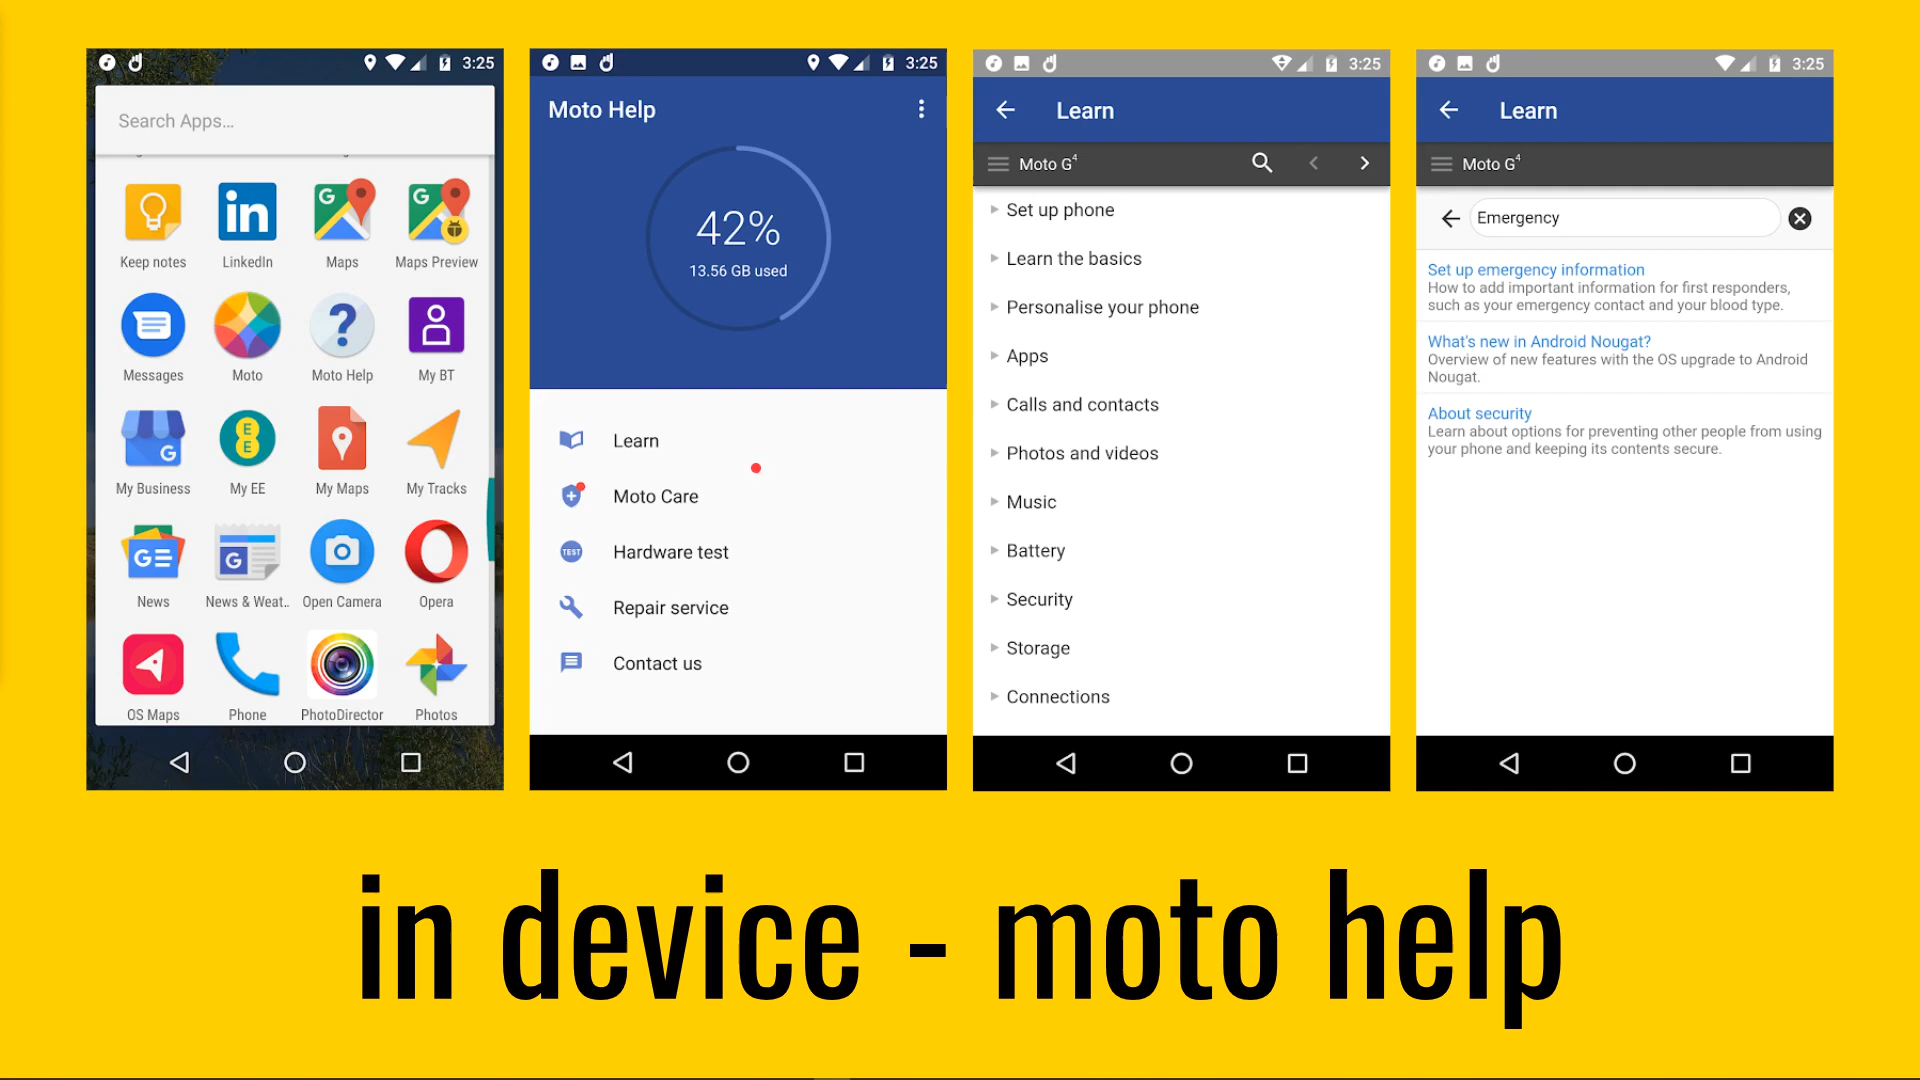 3:25
Search Apps...
Keep notes
LinkedIn
Maps
Maps Preview
Messages
Moto
Moto Help
My BT
My Business
My EE
My Maps
My Tracks
News
News & Weat..
Open Camera
Opera
OS Maps
Phone
PhotoDirector
Photos
3:25
Moto Help
42%
13.56 GB used
Learn
Moto Care
TEST
Hardware test
Repair service
Contact us
3:25
Learn
Moto G4
Set up phone
Learn the basics
Personalise your phone
Apps
Calls and contacts
Photos and videos
Music
Battery
Security
Storage
Connections
3:25
Learn
Moto G4
Emergency
Set up emergency information
How to add important information for first responders,
such as your emergency contact and your blood type.
What's new in Android Nougat?
Overview of new features with the OS upgrade to Android
Nougat.
About security
Learn about options for preventing other people from using
your phone and keeping its contents secure.
in device - moto help